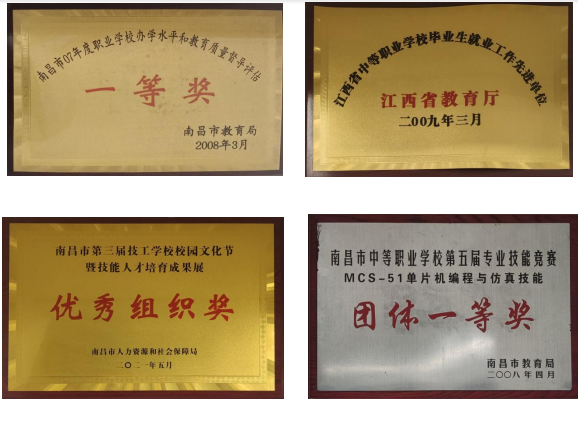 南昌市07年度职业学校办学水平和教育质量督导评估
一等奖
南昌市教育局
2008年3月
江西省中等职业学校毕业生就业工作先进单位
江西省教育厅
二00九年三月
南昌市第三届技工学校校园文化节
暨技能人才培育成果展
优秀组织奖
南昌市人力资源和社会保障局
二〇二一年五月
南昌市中等职业学校第五届专业技能竞赛
MCS-51单片机编程与仿真技能
团体一等奖
南昌市教育局
二〇〇八年四月